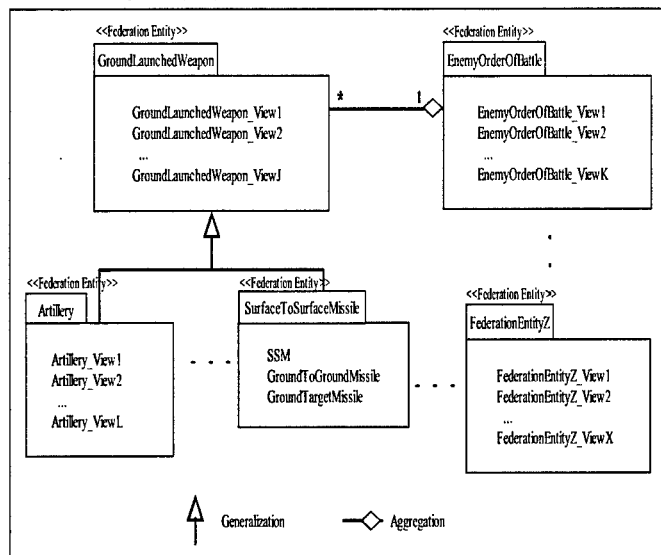 <<Federation Entity>>
GroundLaunchedWeapon
GroundLaunchedWeapon_View1
GroundLaunchedWeapon_View2
...
GroundLaunchedWeapon_ViewJ
* 1
<<Federation Entity>>
EnemyOrderOfBattle
EnemyOrderOfBattle_View1
EnemyOrderOfBattle_View2
...
EnemyOrderOfBattle_ViewK
<<Federation Entity>>
Artillery
Artillery_View1
Artillery_View2
...
Artillery_ViewL
<<Federation Entity>>
SurfaceToSurfaceMissile
SSM
GroundToGroundMissile
GroundTargetMissile
<<Federation Entity>>
FederationEntityZ
FederationEntityZ_View1
FederationEntityZ_View2
...
FederationEntityZ_ViewX
Generalization
Aggregation